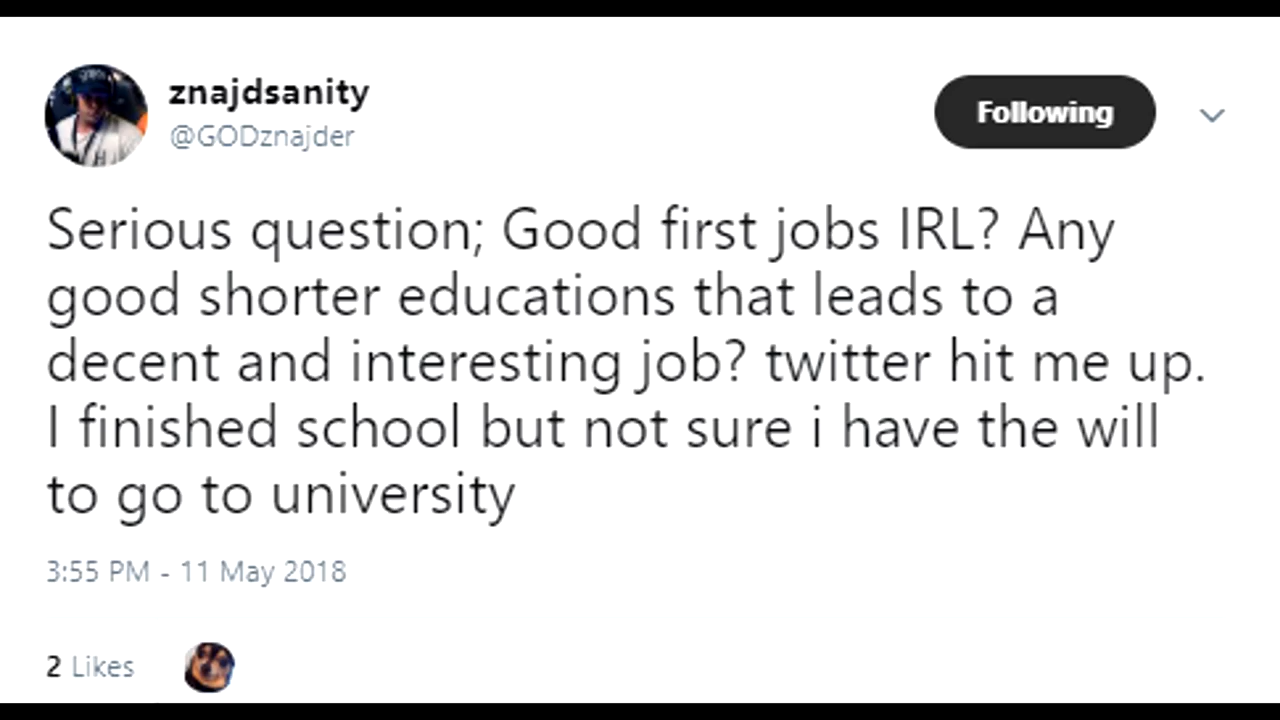 znajdsanity
@GODznajder
Following
Serious question; Good first jobs IRL? Any
good shorter educations that leads to a
decent and interesting job? twitter hit me up.
I finished school but not sure i have the will
to go to university
3:55 PM - 11 May 2018
2 Likes